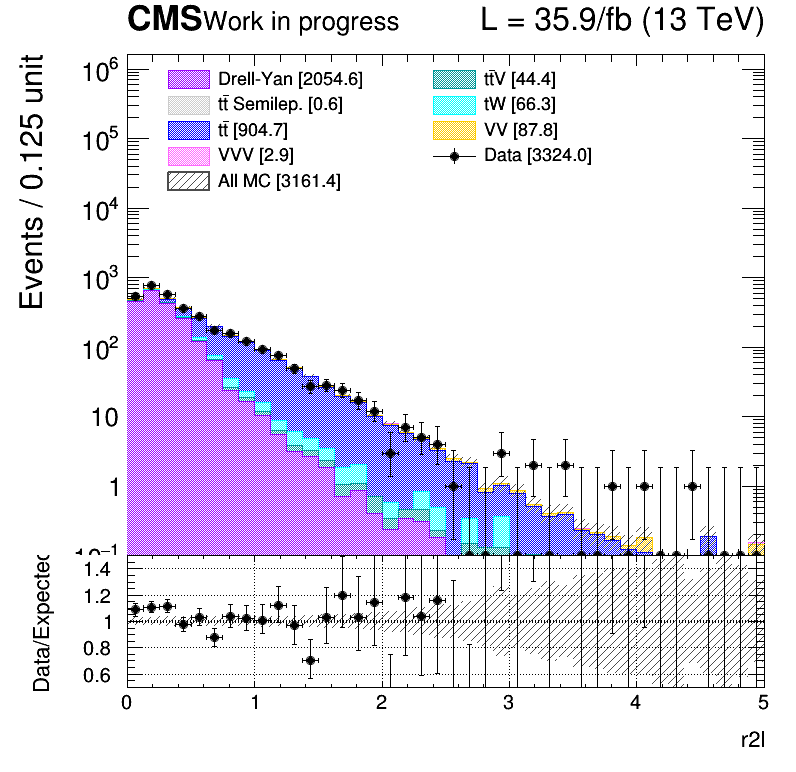 CMS Work in progress L = 35.9/fb (13 TeV)
Events / 0.125 unit
10⁶
10⁵
10⁴
10³
10²
10
1
10⁻¹
Drell-Yan [2054.6]
tt̄ Semilep. [0.6]
tt̄ [904.7]
VVV [2.9]
All MC [3161.4]
tt̄V [44.4]
tW [66.3]
VV [87.8]
Data [3324.0]
Data/Expected
1.4
1.2
1
0.8
0.6
0 1 2 3 4 5
r2l